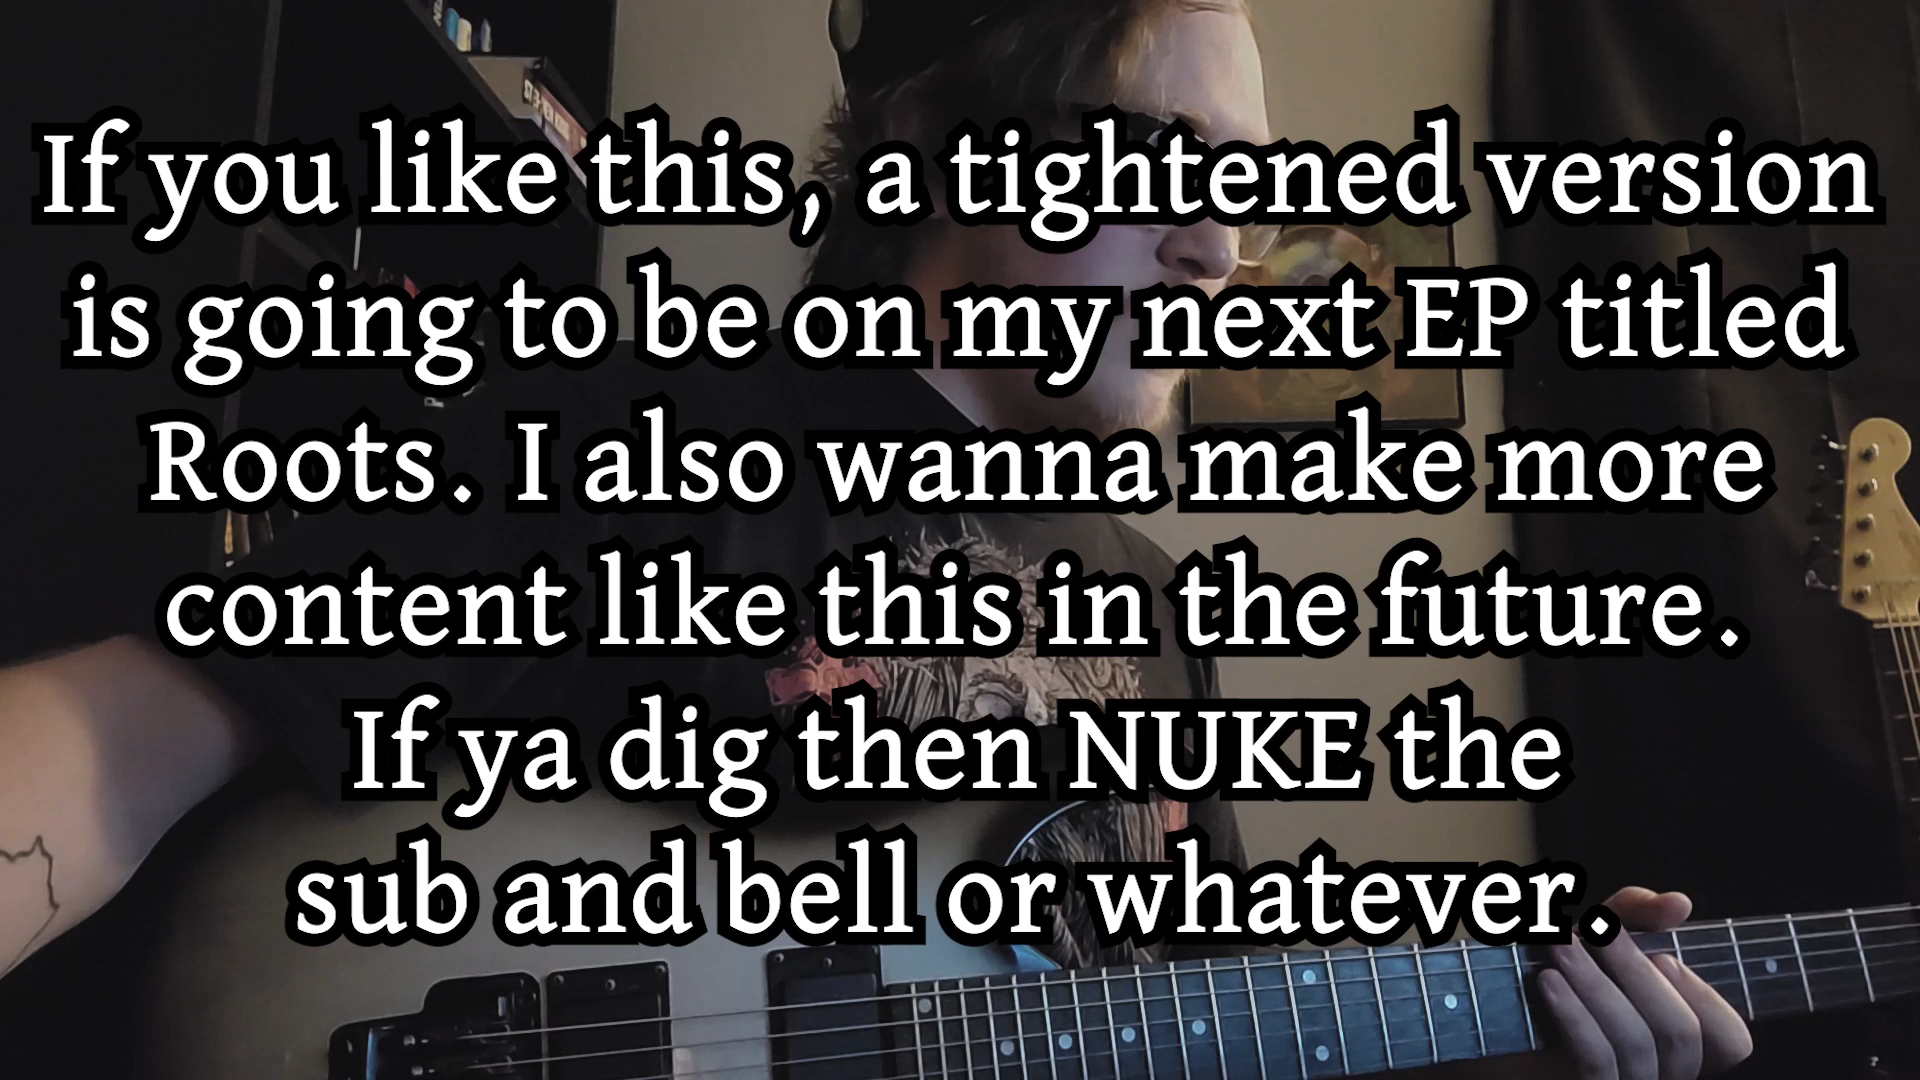 If you like this, a tightened version
is going to be on my next EP titled
Roots. I also wanna make more
content like this in the future.
If ya dig then NUKE the
sub and bell or whatever.